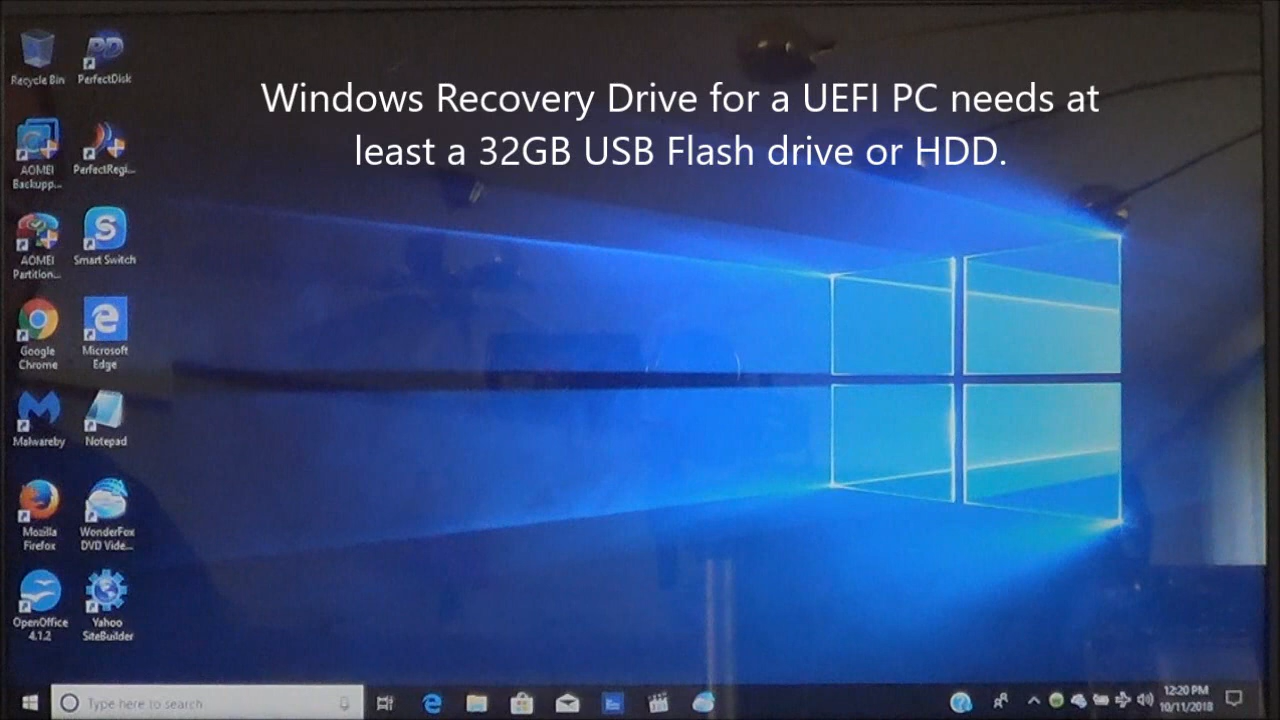 Windows Recovery Drive for a UEFI PC needs at
least a 32GB USB Flash drive or HDD.
Recycle Bin
PerfectDisk
AOMEI
Backupp...
PerfectRegi...
AOMEI
Partition...
Smart Switch
Google
Chrome
Microsoft
Edge
Malwareby
Notepad
Mozilla
Firefox
WonderFox
DVD Vide...
OpenOffice
4.1.2
Yahoo
SiteBuilder
Type here to search
12:20 PM
10/11/2018